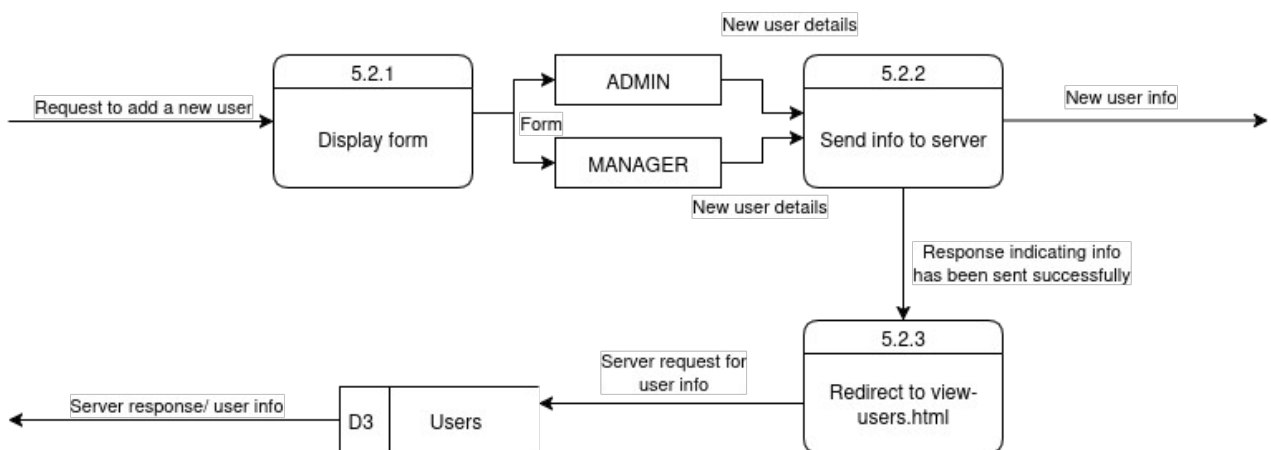 New user details
5.2.1
ADMIN
5.2.2
Request to add a new user
New user info
Form
Display form
Send info to server
MANAGER
New user details
Response indicating info
has been sent successfully
5.2.3
Server request for
user info
Redirect to view-
users.html
Server response/ user info
D3
Users